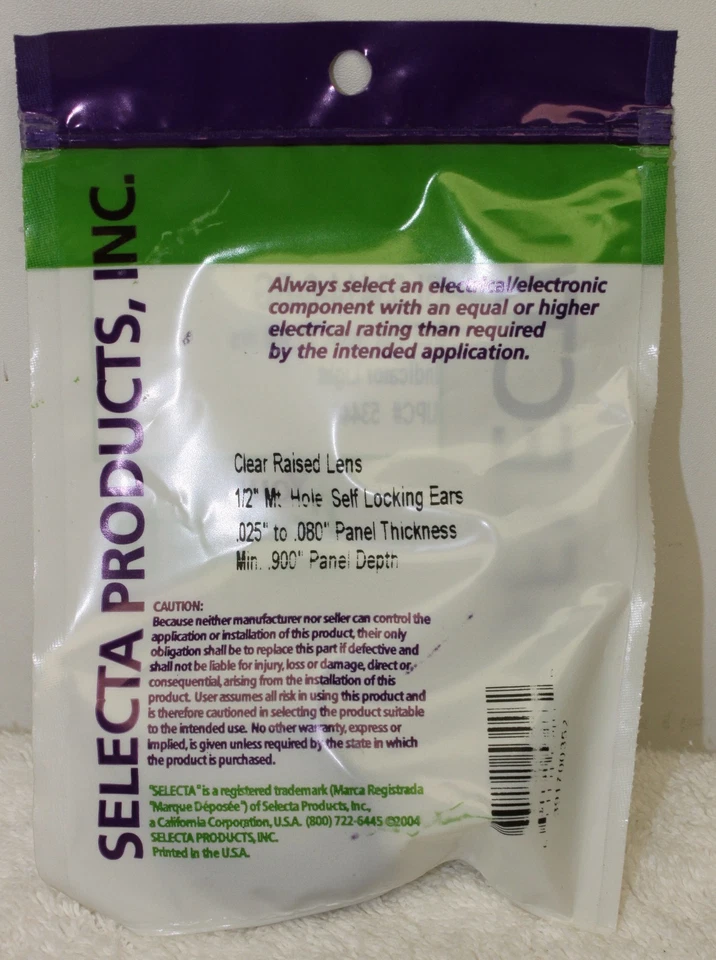 SELECTA PRODUCTS, INC.
Always select an electrical/electronic
component with an equal or higher
electrical rating than required
by the intended application.
Clear Raised Lens
1/2" Mt. Hole Self Locking Ears
.025" to .080" Panel Thickness
Min. .900" Panel Depth
CAUTION:
Because neither manufacturer nor seller can control the
application or installation of this product, their only
obligation shall be to replace this part if defective and
shall not be liable for injury, loss or damage, direct or,
consequential, arising from the installation of this
product. User assumes all risk in using this product and
is therefore cautioned in selecting the product suitable
to the intended use. No other warranty, express or
implied, is given unless required by the state in which
the product is purchased.
"SELECTA" is a registered trademark (Marca Registrada
"Marque Déposée") of Selecta Products, Inc.,
a California Corporation, U.S.A. (800) 722-6445 ©2004
SELECTA PRODUCTS, INC.
Printed in the U.S.A.